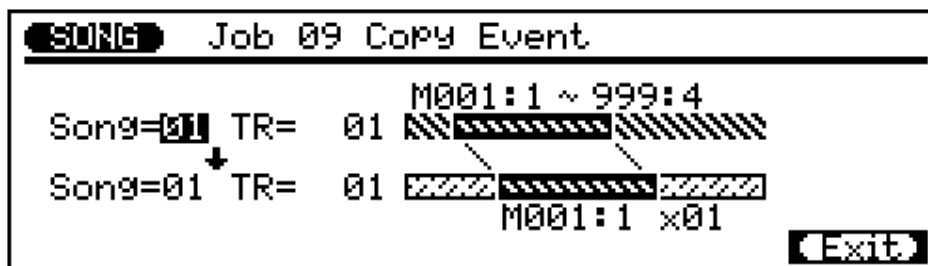 SONG Job 09 Copy Event
M001:1 ~ 999:4
Song=01 TR= 01
Song=01 TR= 01
M001:1 x01
Exit